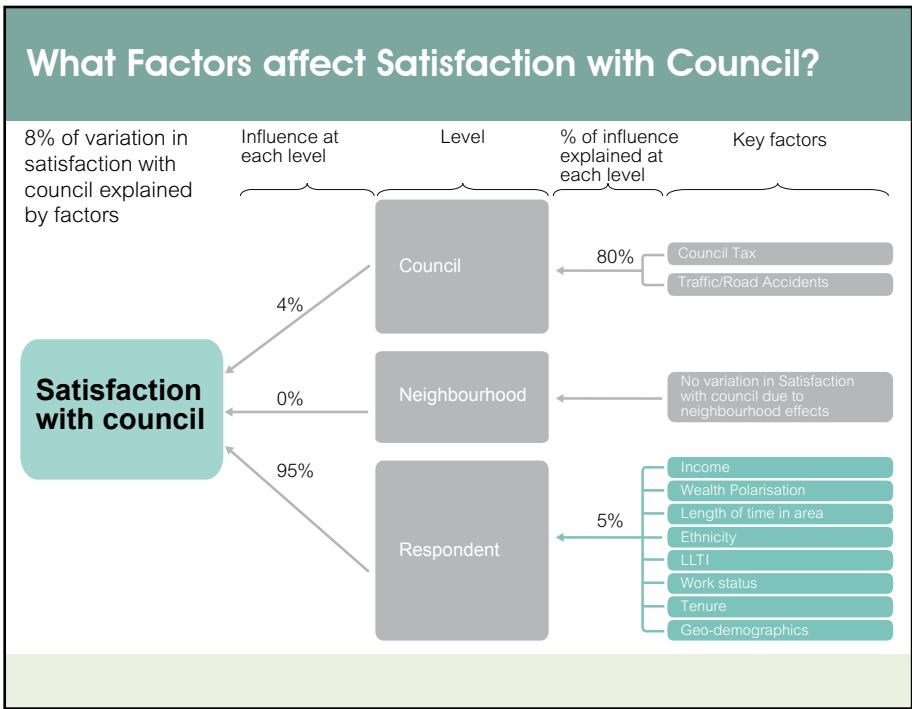 What Factors affect Satisfaction with Council?
8% of variation in
satisfaction with
council explained
by factors
Influence at
each level
Level
% of influence
explained at
each level
Key factors
Council
80%
Council Tax
Traffic/Road Accidents
4%
Satisfaction
with council
0%
Neighbourhood
No variation in Satisfaction
with council due to
neighbourhood effects
95%
Respondent
5%
Income
Wealth Polarisation
Length of time in area
Ethnicity
LLTI
Work status
Tenure
Geo-demographics